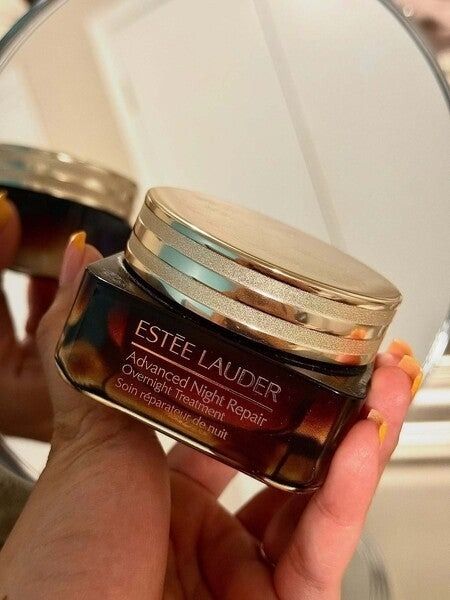 ESTĒE LAUDER
Advanced Night Repair
Overnight Treatment
Soin réparateur de nuit